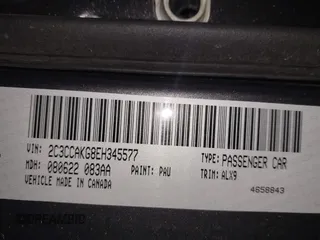 VIN: 2C3CCAKG8EH345577 TYPE: PASSENGER CAR
MDH: 080622 083AA PAINT: PAU TRIM: ALX9
VEHICLE MADE IN CANADA 4658843